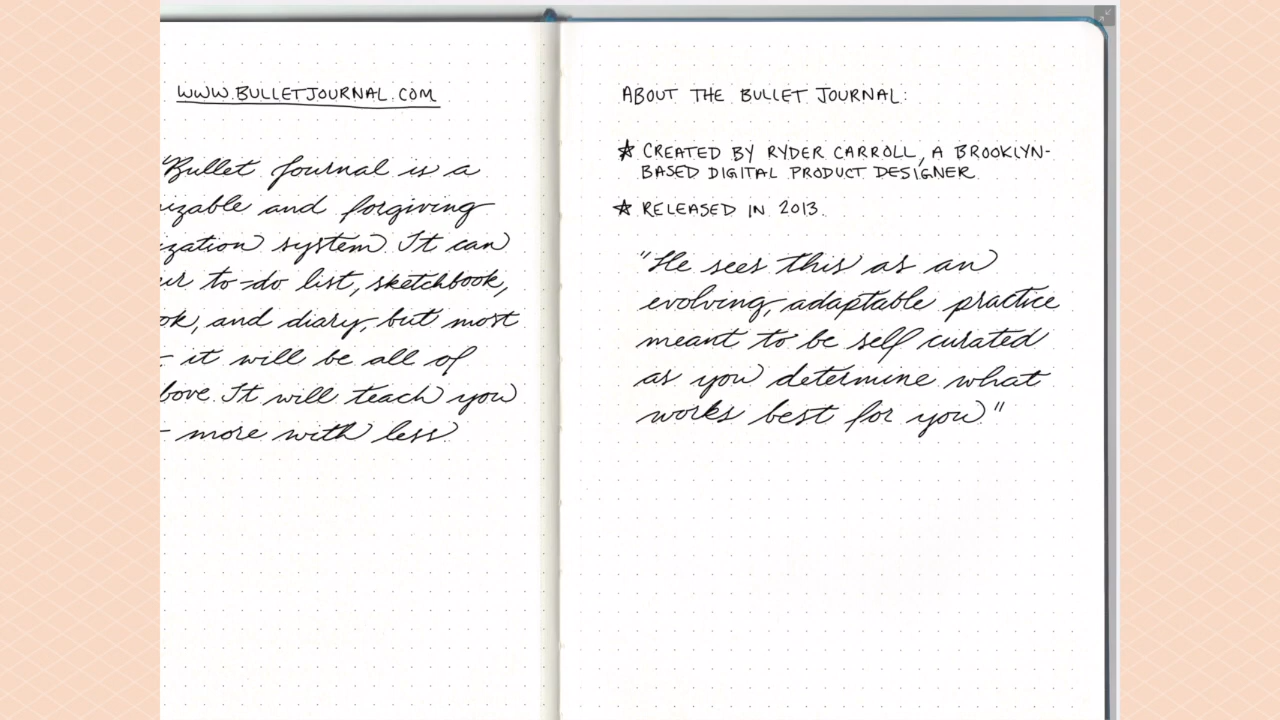 WWW.BULLETJOURNAL.COM
Bullet Journal is a
izable and forgiving
ization system. It can
ur to-do list, sketchbook,
ok, and diary, but most
it will be all of
bove. It will teach you
more with less
ABOUT THE BULLET JOURNAL:
CREATED BY RYDER CARROLL, A BROOKLYN-
BASED DIGITAL PRODUCT DESIGNER
RELEASED IN 2013.
"He sees this as an
evolving, adaptable practice
meant to be self curated
as you determine what
works best for you"